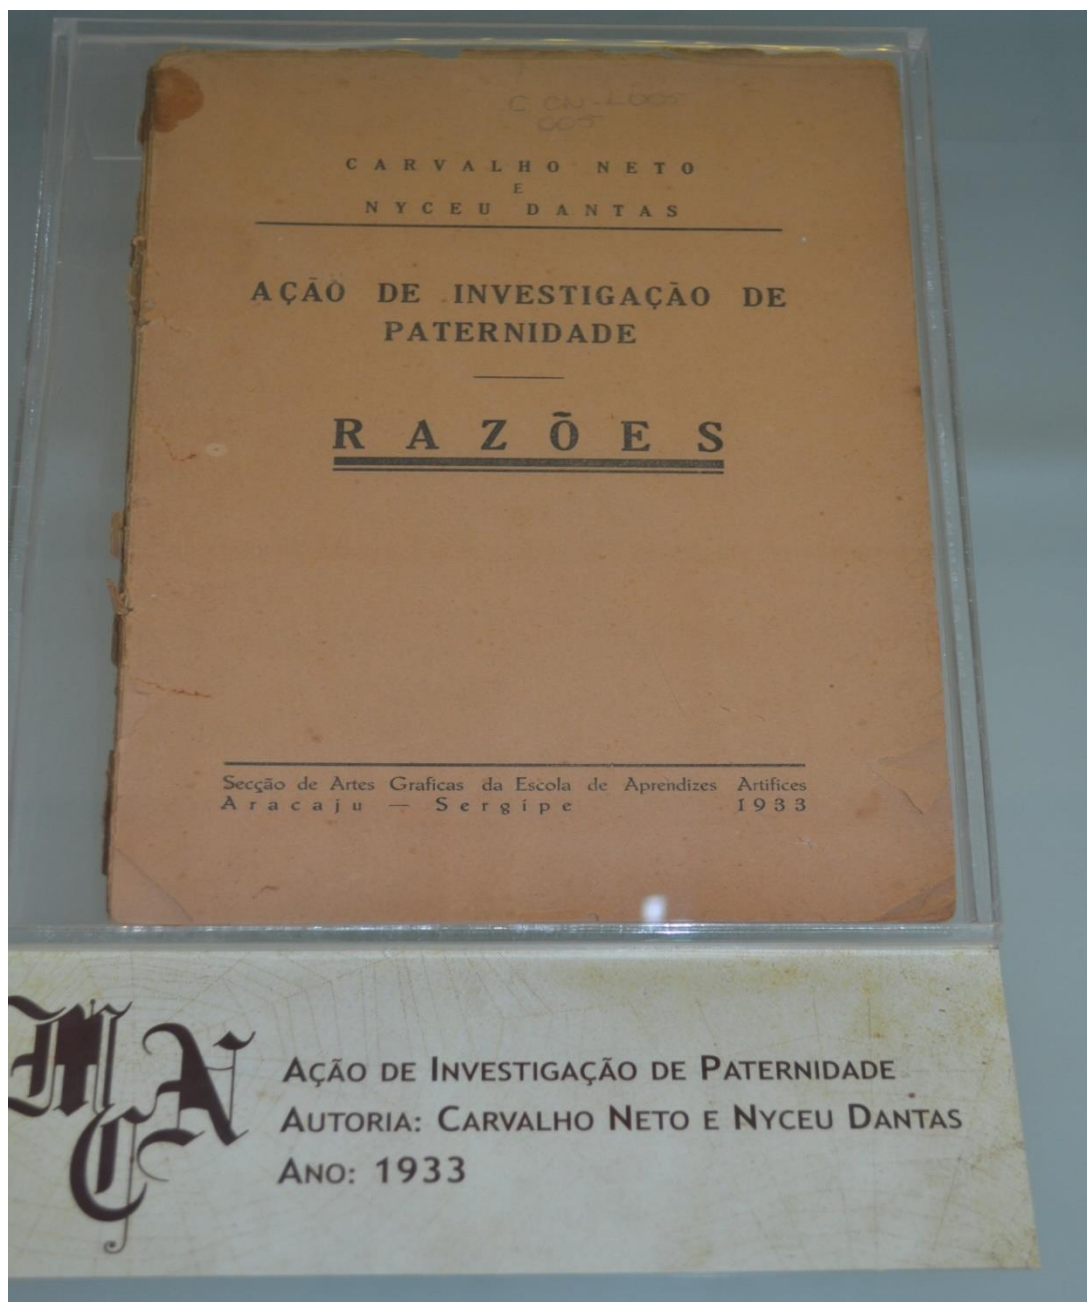 CARVALHO NETO
E
NYCEU DANTAS
AÇÃO DE INVESTIGAÇÃO DE
PATERNIDADE
RAZÕES
Secção de Artes Graficas da Escola de Aprendizes Artifices
Aracaju — Sergipe 1933
MCN
AÇÃO DE INVESTIGAÇÃO DE PATERNIDADE
AUTORIA: CARVALHO NETO E NYCEU DANTAS
ANO: 1933